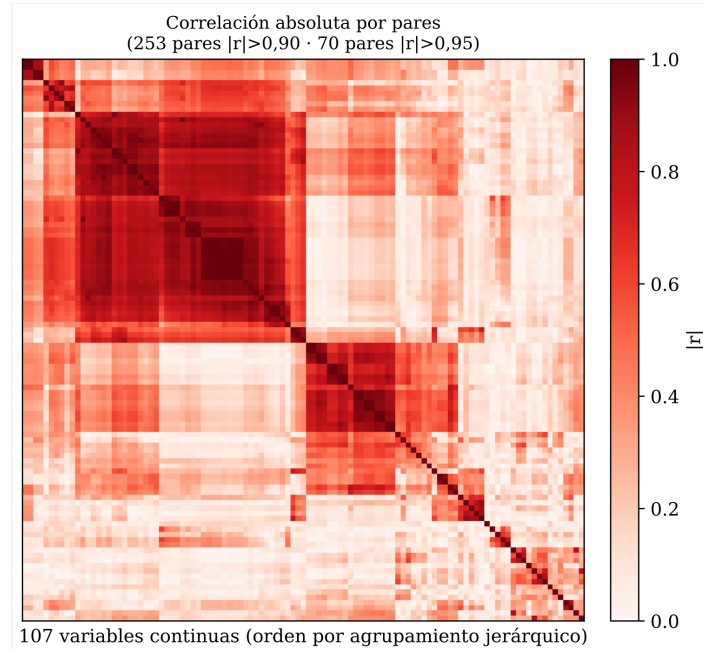 Correlación absoluta por pares
(253 pares |r|>0,90 · 70 pares |r|>0,95)
1.0
0.8
0.6
0.4
0.2
0.0
|r|
107 variables continuas (orden por agrupamiento jerárquico)